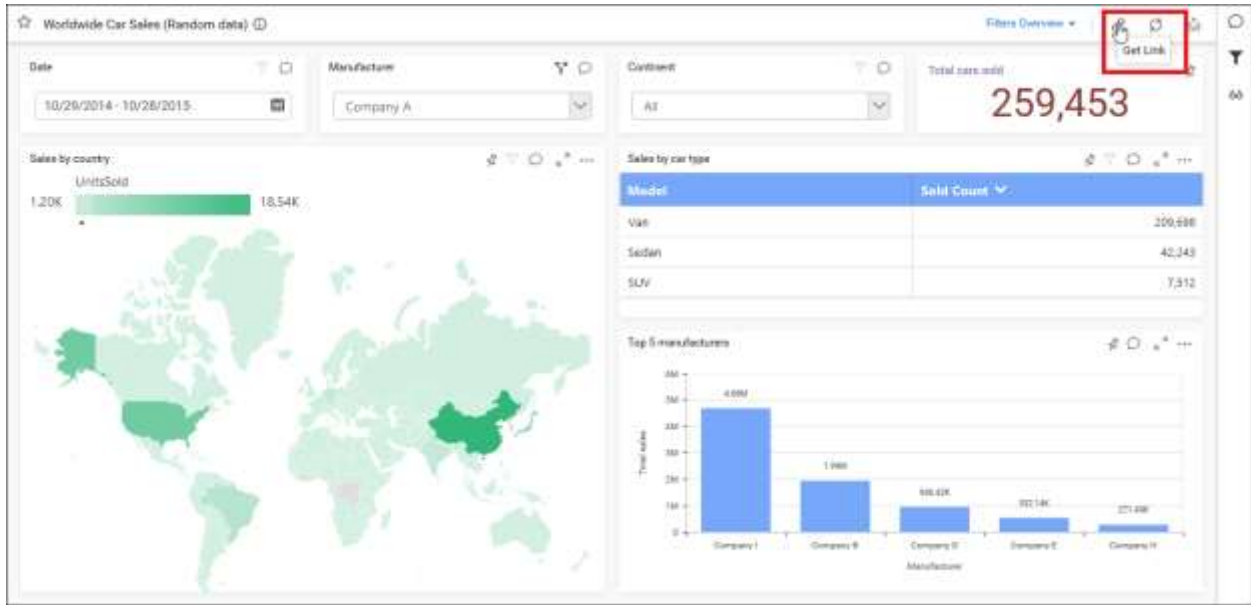 Worldwide Car Sales (Random data)
Filters Overview
Get Link
Date
10/29/2014 - 10/28/2015
Manufacturer
Company A
Continent
All
Total cars sold
259,453
Sales by country
UnitsSold
1.20K 18.54K
Sales by car type
Model Sold Count
Van 209,698
Sedan 42,243
SUV 7,512
Top 5 manufacturers
Total sales
1M
0
Company B Company E Company H
Manufacturer